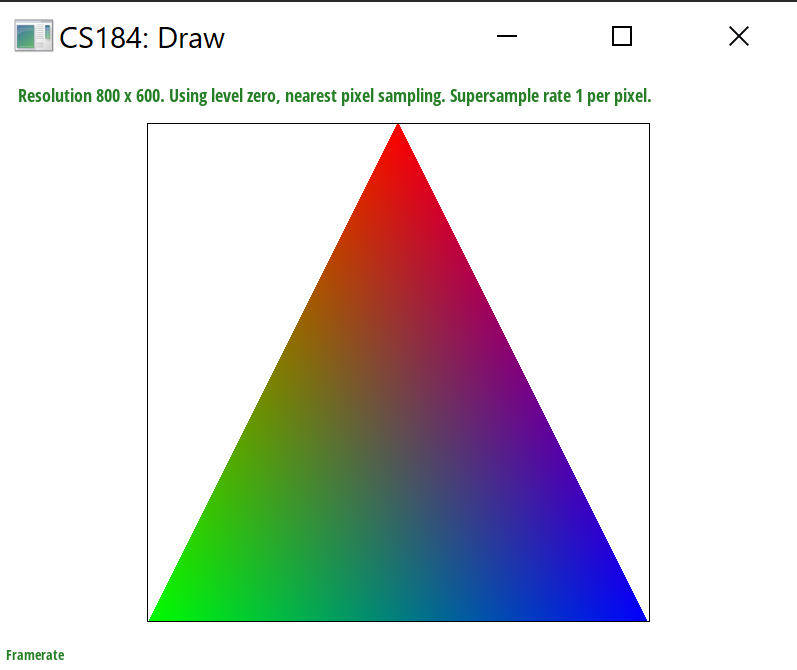 CS184: Draw
Resolution 800 x 600. Using level zero, nearest pixel sampling. Supersample rate 1 per pixel.
Framerate